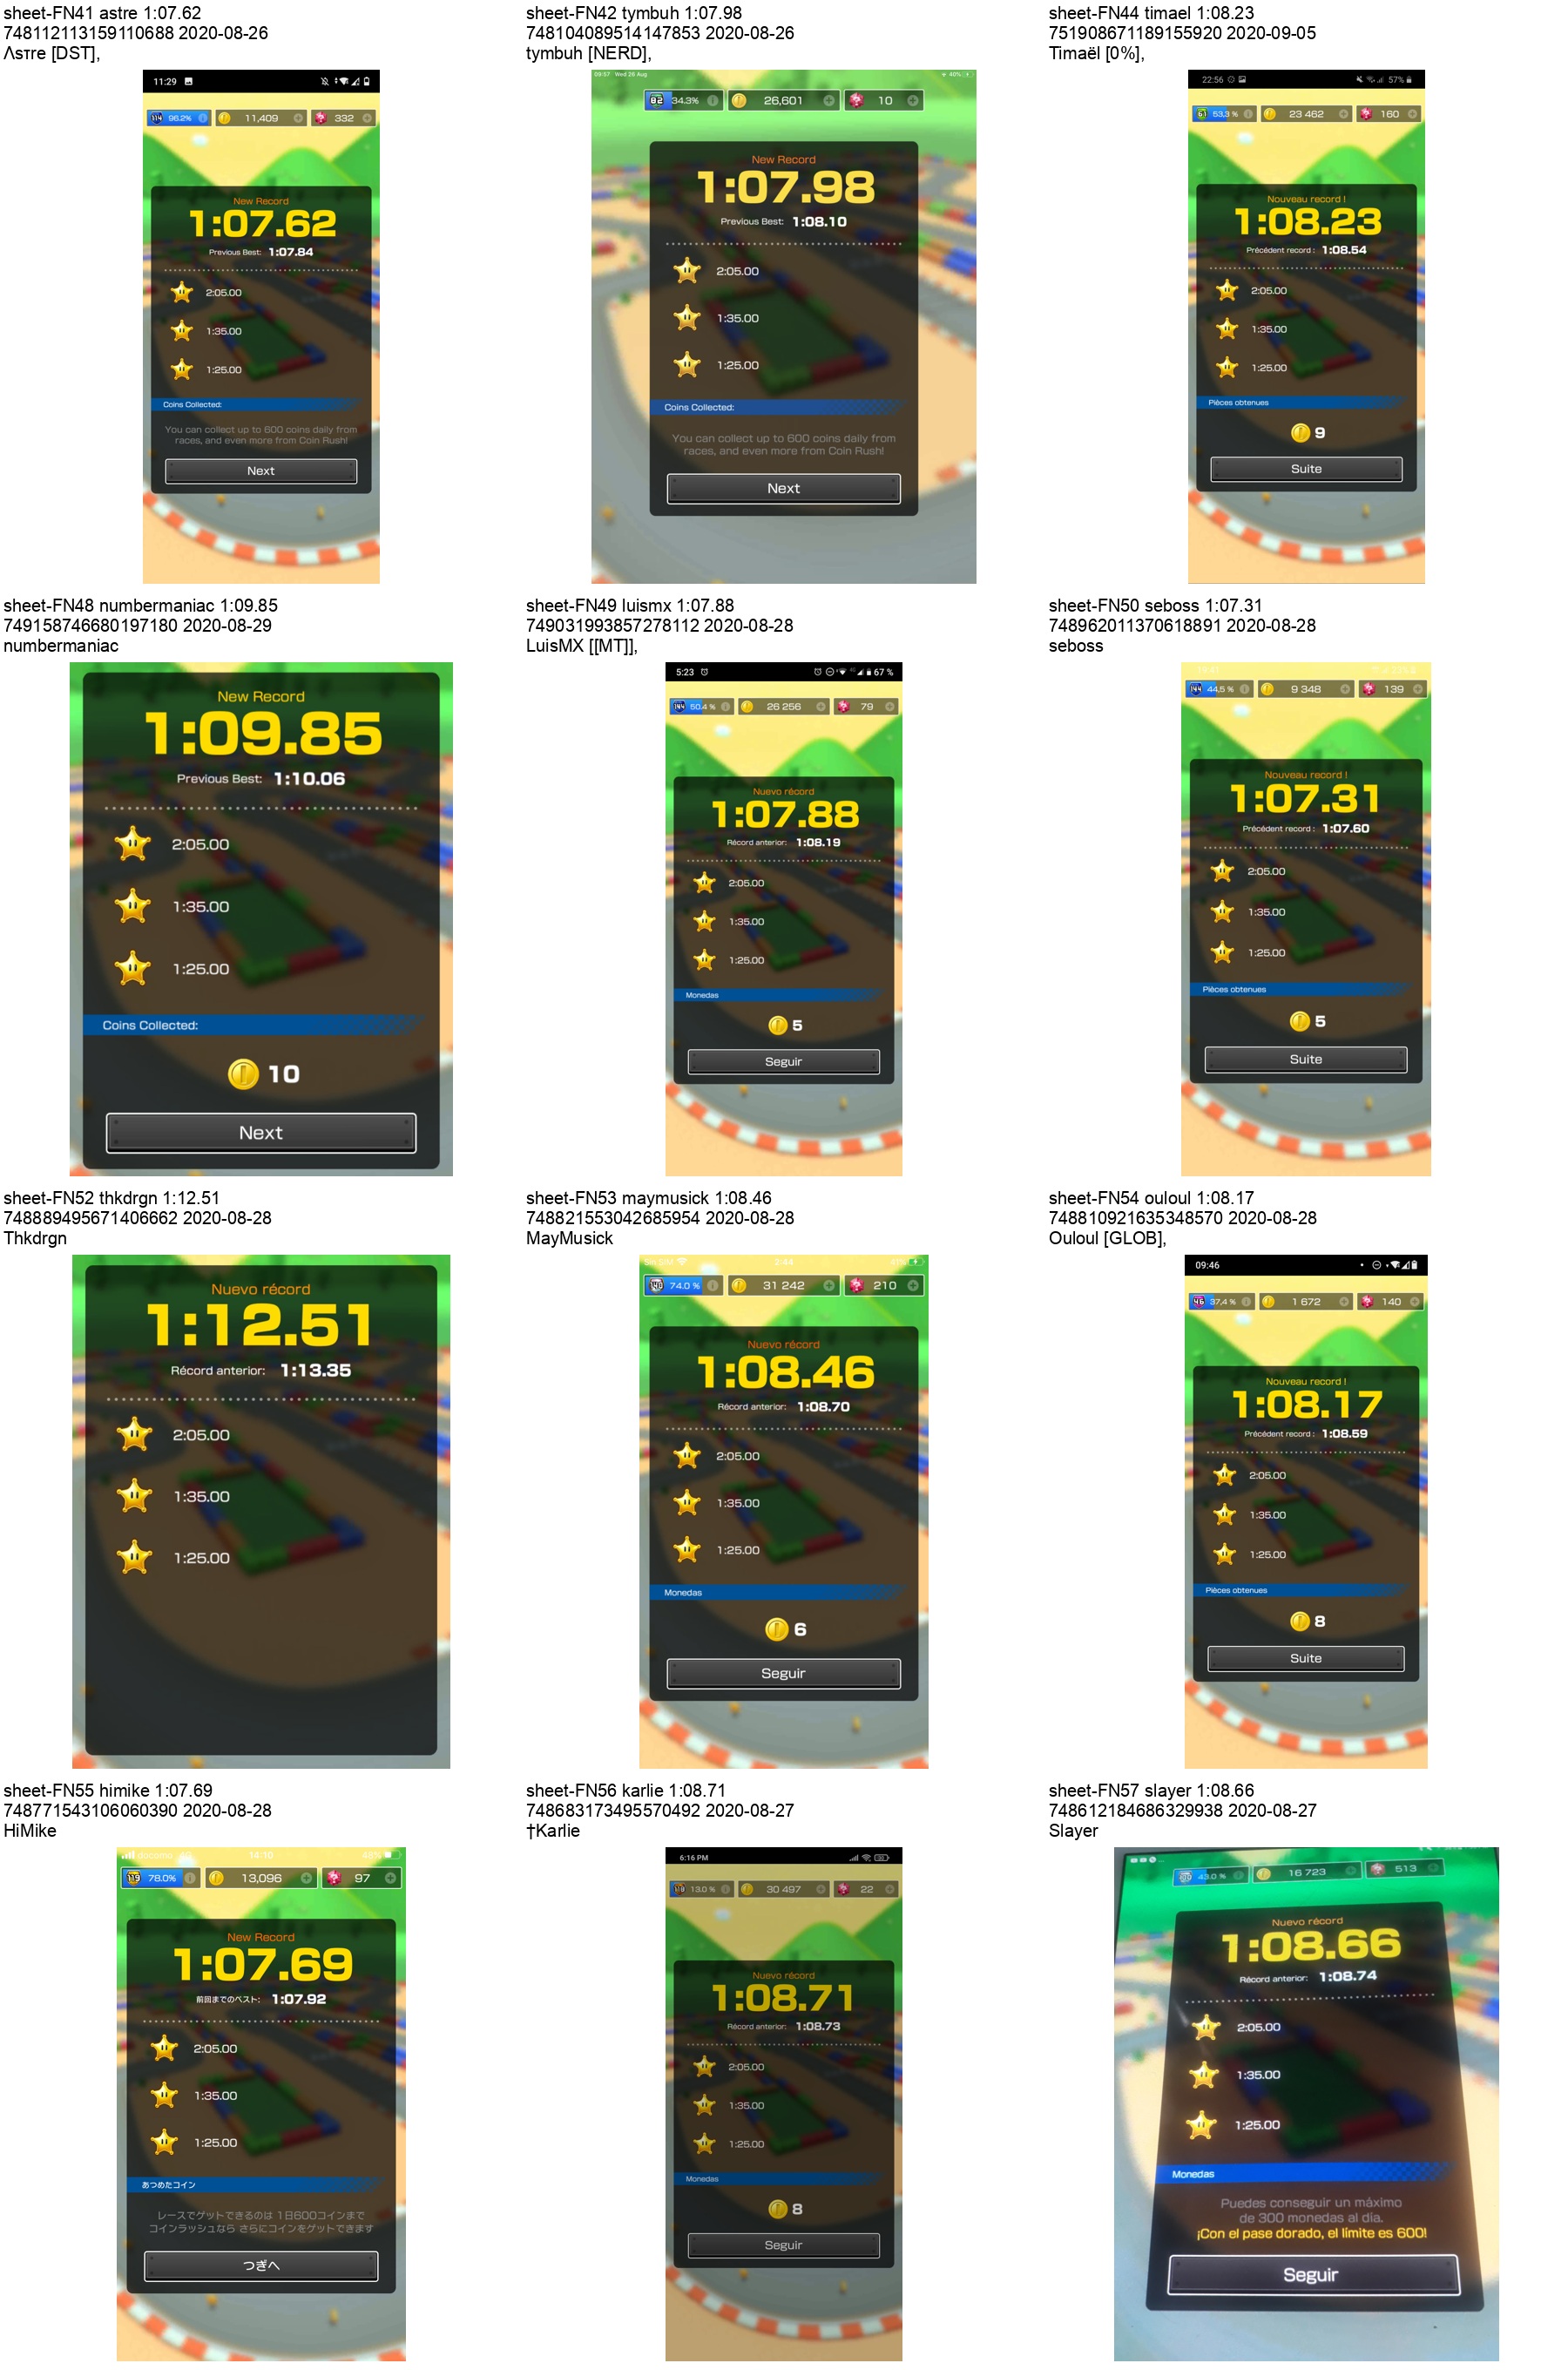 sheet-FN41 astre 1:07.62
748112113159110688 2020-08-26
Λsтre [DST],
11:29
114 96.2% 11,409 332
New Record
1:07.62
Previous Best: 1:07.84
2:05.00
1:35.00
1:25.00
Coins Collected:
You can collect up to 600 coins daily from
races, and even more from Coin Rush!
Next
sheet-FN42 tymbuh 1:07.98
748104089514147853 2020-08-26
tymbuh [NERD],
09:57 Wed 26 Aug 40%
82 34.3% 26,601 10
New Record
1:07.98
Previous Best: 1:08.10
2:05.00
1:35.00
1:25.00
Coins Collected:
You can collect up to 600 coins daily from
races, and even more from Coin Rush!
Next
sheet-FN44 timael 1:08.23
751908671189155920 2020-09-05
Timaël [0%],
22:56 57%
53,3 % 23 462 160
Nouveau record !
1:08.23
Précédent record : 1:08.54
2:05.00
1:35.00
1:25.00
Pièces obtenues
9
Suite
sheet-FN48 numbermaniac 1:09.85
749158746680197180 2020-08-29
numbermaniac
New Record
1:09.85
Previous Best: 1:10.06
2:05.00
1:35.00
1:25.00
Coins Collected:
10
Next
sheet-FN49 luismx 1:07.88
749031993857278112 2020-08-28
LuisMX [[MT]],
5:23 67 %
144 50.4 % 26 256 79
Nuevo récord
1:07.88
Récord anterior: 1:08.19
2:05.00
1:35.00
1:25.00
Monedas
5
Seguir
sheet-FN50 seboss 1:07.31
748962011370618891 2020-08-28
seboss
144 44,5 % 9 348 139
Nouveau record !
1:07.31
Précédent record : 1:07.60
2:05.00
1:35.00
1:25.00
Pièces obtenues
5
Suite
sheet-FN52 thkdrgn 1:12.51
748889495671406662 2020-08-28
Thkdrgn
Nuevo récord
1:12.51
Récord anterior: 1:13.35
2:05.00
1:35.00
1:25.00
sheet-FN53 maymusick 1:08.46
748821553042685954 2020-08-28
MayMusick
Sin SIM 2:44 41%
140 74.0 % 31 242 210
Nuevo récord
1:08.46
Récord anterior: 1:08.70
2:05.00
1:35.00
1:25.00
Monedas
6
Seguir
sheet-FN54 ouloul 1:08.17
748810921635348570 2020-08-28
Ouloul [GLOB],
09:46
46 37,4 % 1 672 140
Nouveau record !
1:08.17
Précédent record : 1:08.59
2:05.00
1:35.00
1:25.00
Pièces obtenues
8
Suite
sheet-FN55 himike 1:07.69
748771543106060390 2020-08-28
HiMike
docomo 4G 14:10 48%
119 78.0% 13,096 97
New Record
1:07.69
前回までのベスト: 1:07.92
2:05.00
1:35.00
1:25.00
あつめたコイン
レースでゲットできるのは 1日600コインまで
コインラッシュなら さらにコインをゲットできます
つぎへ
sheet-FN56 karlie 1:08.71
748683173495570492 2020-08-27
†Karlie
6:16 PM
13.0 % 30 497 22
Nuevo récord
1:08.71
Récord anterior: 1:08.73
2:05.00
1:35.00
1:25.00
Monedas
8
Seguir
sheet-FN57 slayer 1:08.66
748612184686329938 2020-08-27
Slayer
43.0 % 16 723 513
Nuevo récord
1:08.66
Récord anterior: 1:08.74
2:05.00
1:35.00
1:25.00
Monedas
Puedes conseguir un máximo
de 300 monedas al día.
¡Con el pase dorado, el límite es 600!
Seguir